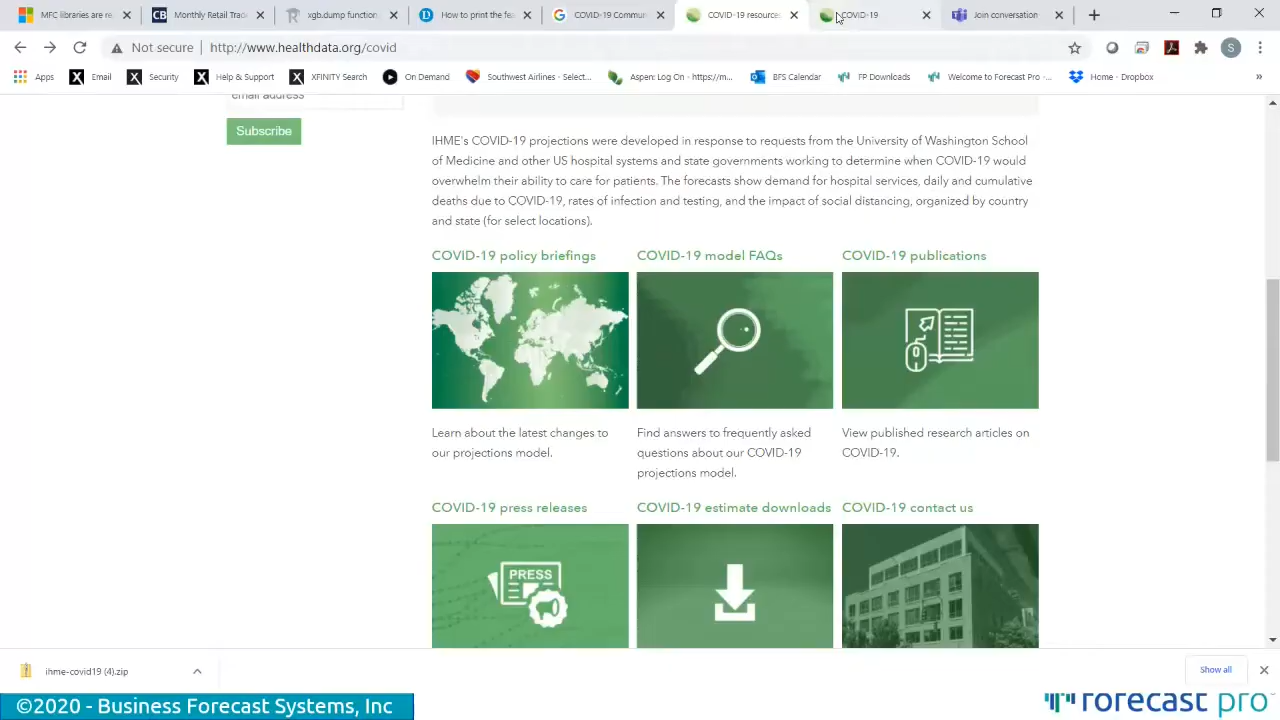 MFC libraries are re
Monthly Retail Trade
xgb.dump function
How to print the fea
COVID-19 Commun
COVID-19 resources
COVID-19
Join conversation
Not secure | http://www.healthdata.org/covid
Apps
Email
Security
Help & Support
XFINITY Search
On Demand
Southwest Airlines - Select...
Aspen: Log On - https://m...
BFS Calendar
FP Downloads
Welcome to Forecast Pro -...
Home - Dropbox
»
S
email address
Subscribe
IHME's COVID-19 projections were developed in response to requests from the University of Washington School
of Medicine and other US hospital systems and state governments working to determine when COVID-19 would
overwhelm their ability to care for patients. The forecasts show demand for hospital services, daily and cumulative
deaths due to COVID-19, rates of infection and testing, and the impact of social distancing, organized by country
and state (for select locations).
COVID-19 policy briefings
COVID-19 model FAQs
COVID-19 publications
Learn about the latest changes to
our projections model.
Find answers to frequently asked
questions about our COVID-19
projections model.
View published research articles on
COVID-19.
COVID-19 press releases
COVID-19 estimate downloads
COVID-19 contact us
PRESS
ihme-covid19 (4).zip
Show all
©2020 - Business Forecast Systems, Inc
Forecast pro